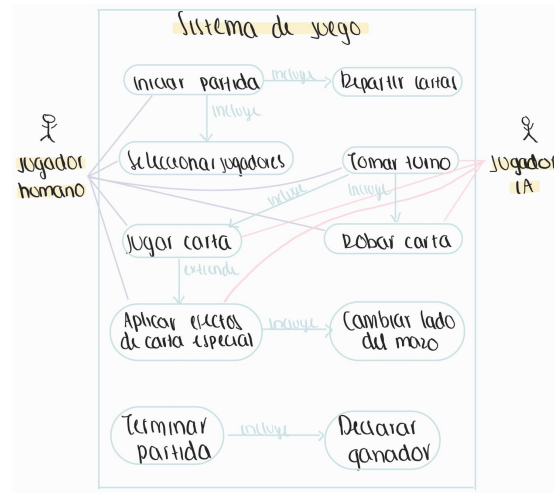 Sistema de juego
Iniciar partida
incluye
Repartir cartas
incluye
Jugador
humano
Seleccionar jugadores
Tomar turno
Jugador
IA
incluye
incluye
Jugar carta
Robar carta
extiende
Aplicar efectos
de carta especial
incluye
Cambiar lado
del mazo
Terminar
partida
incluye
Declarar
ganador